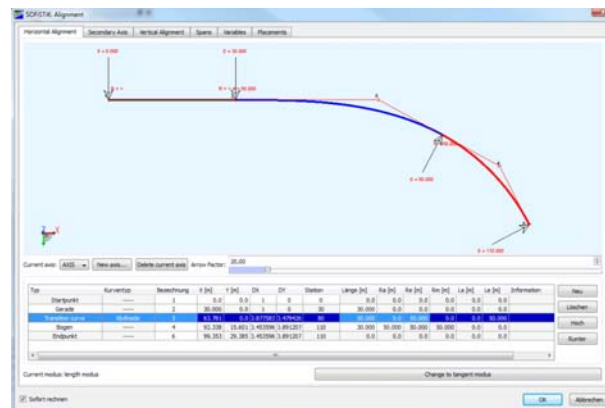 SOFiSTiK Alignment
Horizontal Alignment Secondary Axis Vertical Alignment Spans Variables Placements
S = 0.000 S = 30.000
S = 80.000
S = 110.000
Current axis: AXIS New axis... Delete current axis Arrow Factor: 20,00
Typ Kurventyp Bezeichnung X [m] Y [m] DX DY Station Länge [m] Ra [m] Re [m] Rm [m] La [m] Le [m] Information
Startpunkt ---- 1 0.0 0.0 1 0 0 0.0 0.0 0.0 0.0 0.0 0.0
Gerade ---- 2 30.000 0.0 1 0 30 30.000 0.0 0.0 0.0 0.0 0.0
Transition curve Klothoide 3 0.0 80 50.000 0.0 50.000 0.0 0.0 50.000
Bogen ---- 4 110 30.000 50.000 50.000 50.000 0.0 0.0
Endpunkt ---- 6 99.353 29.385 110 0.0 0.0 0.0 0.0 0.0 0.0
Neu
Löschen
Hoch
Runter
Current modus: length modus Change to tangent modus
Sofort rechnen OK Abbrechen